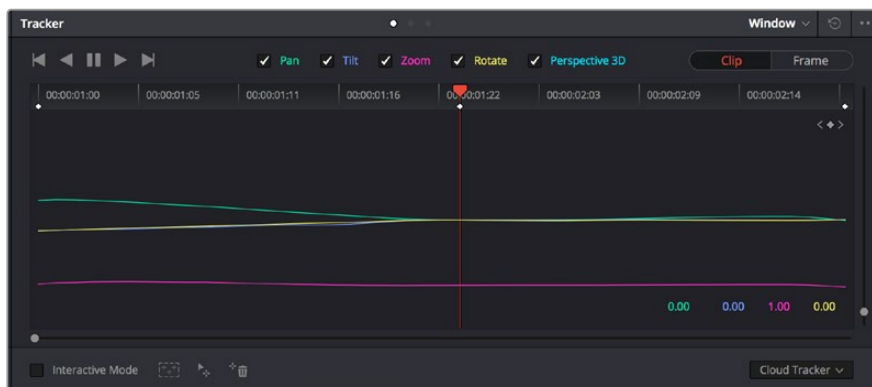 Tracker Window
Pan Tilt Zoom Rotate Perspective 3D Clip Frame
00:00:01:00 00:00:01:05 00:00:01:11 00:00:01:16 00:00:01:22 00:00:02:03 00:00:02:09 00:00:02:14
0.00 0.00 1.00 0.00
Interactive Mode Cloud Tracker